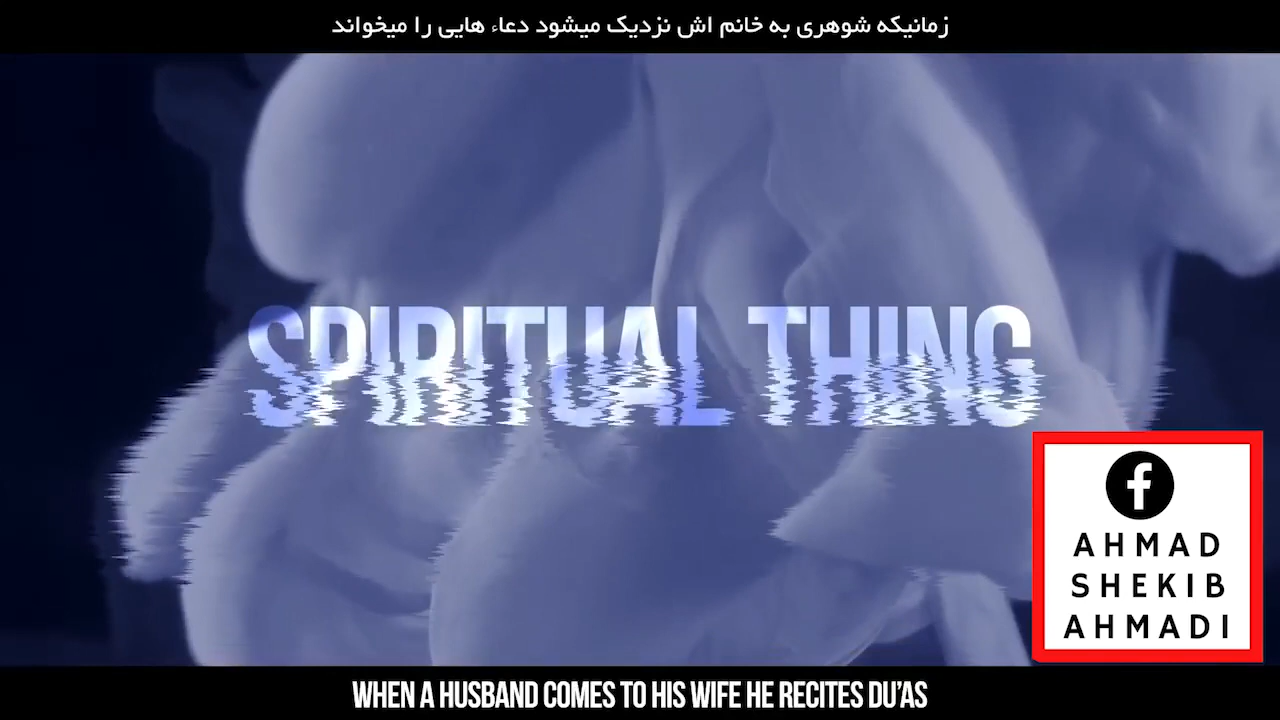 زمانیکه شوهری به خانم اش نزدیک میشود دعاء هایی را میخواند
SPIRITUAL THING
f
AHMAD
SHEKIB
AHMADI
WHEN A HUSBAND COMES TO HIS WIFE HE RECITES DU'AS